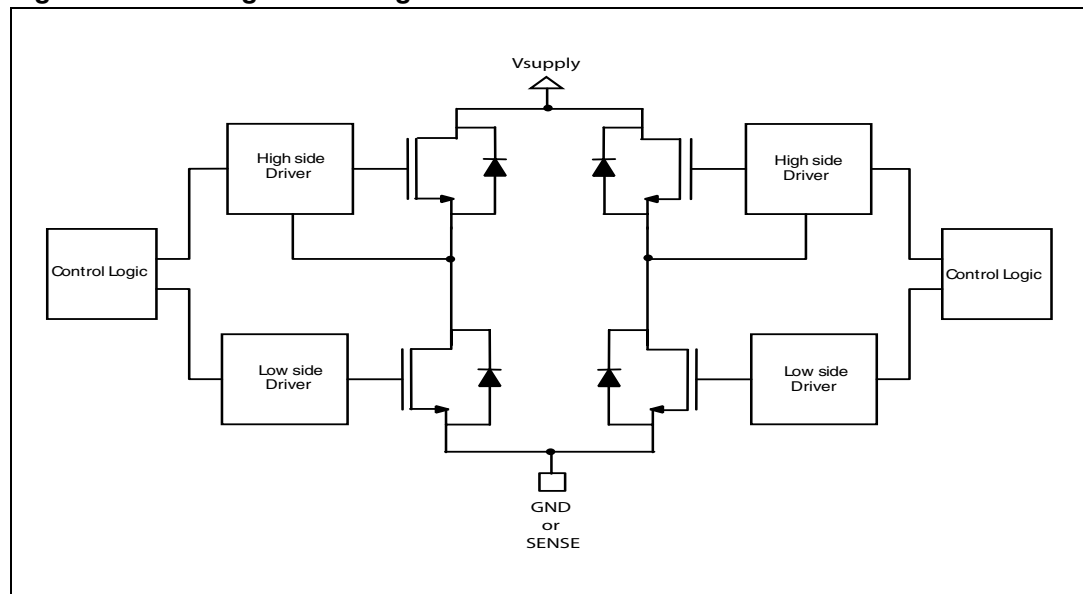 Vsupply
High side
Driver
High side
Driver
Control Logic
Control Logic
Low side
Driver
Low side
Driver
GND
or
SENSE